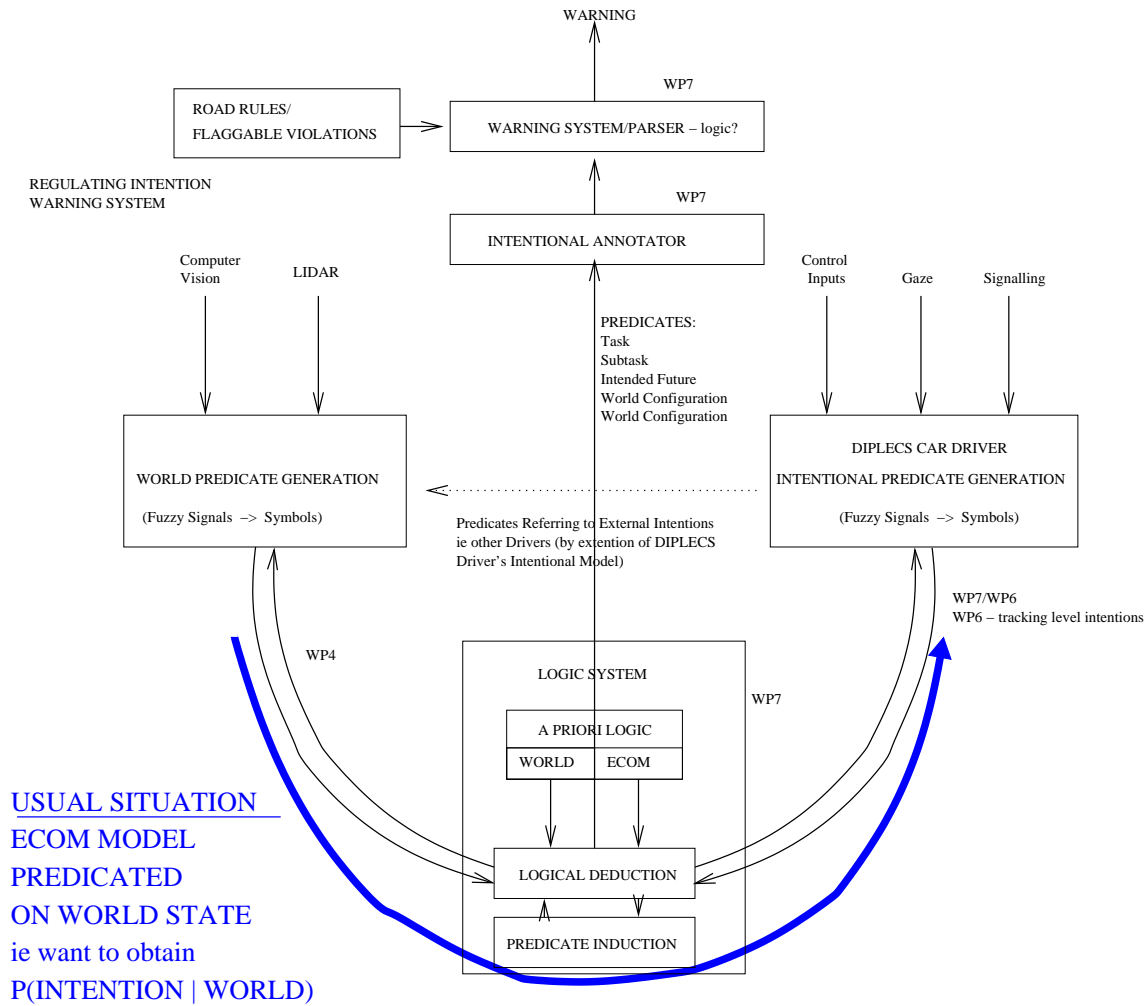 WARNING
WP7
ROAD RULES/
FLAGGABLE VIOLATIONS
WARNING SYSTEM/PARSER – logic?
REGULATING INTENTION
WARNING SYSTEM
WP7
INTENTIONAL ANNOTATOR
Computer
Vision
LIDAR
Control
Inputs
Gaze
Signalling
PREDICATES:
Task
Subtask
Intended Future
World Configuration
World Configuration
WORLD PREDICATE GENERATION
(Fuzzy Signals –> Symbols)
DIPLECS CAR DRIVER
INTENTIONAL PREDICATE GENERATION
(Fuzzy Signals –> Symbols)
Predicates Referring to External Intentions
ie other Drivers (by extention of DIPLECS
Driver's Intentional Model)
WP7/WP6
WP6 – tracking level intentions
WP4
LOGIC SYSTEM
WP7
A PRIORI LOGIC
WORLD
ECOM
LOGICAL DEDUCTION
PREDICATE INDUCTION
USUAL SITUATION
ECOM MODEL
PREDICATED
ON WORLD STATE
ie want to obtain
P(INTENTION | WORLD)